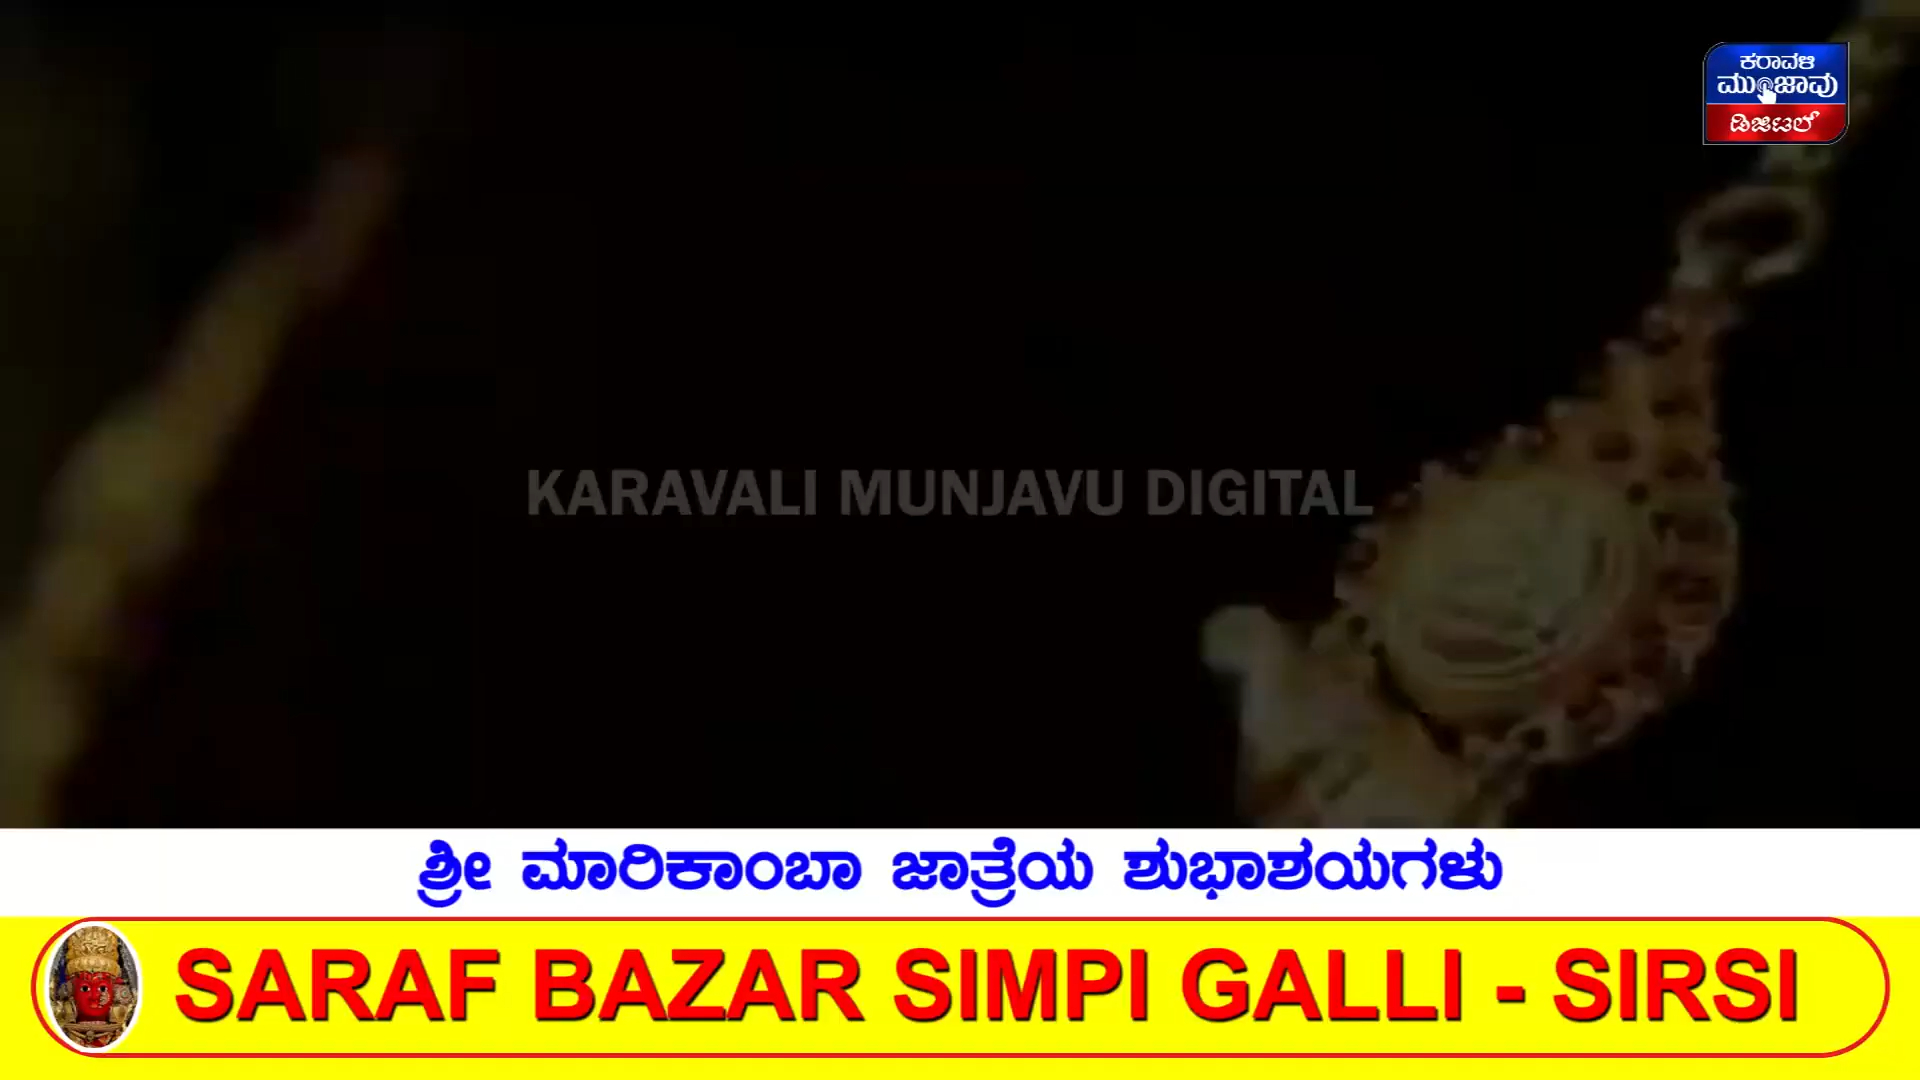 ಕರಾವಳಿ
ಮುಂಜಾವು
ಡಿಜಿಟಲ್
KARAVALI MUNJAVU DIGITAL
ಶ್ರೀ ಮಾರಿಕಾಂಬಾ ಜಾತ್ರೆಯ ಶುಭಾಶಯಗಳು
SARAF BAZAR SIMPI GALLI - SIRSI